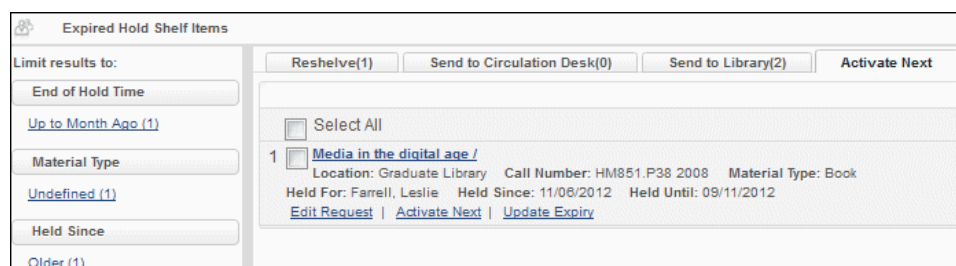 Expired Hold Shelf Items
Limit results to:
End of Hold Time
Up to Month Ago (1)
Material Type
Undefined (1)
Held Since
Older (1)
Reshelve(1) Send to Circulation Desk(0) Send to Library(2) Activate Next
Select All
1 Media in the digital age /
Location: Graduate Library Call Number: HM851.P38 2008 Material Type: Book
Held For: Farrell, Leslie Held Since: 11/06/2012 Held Until: 09/11/2012
Edit Request | Activate Next | Update Expiry